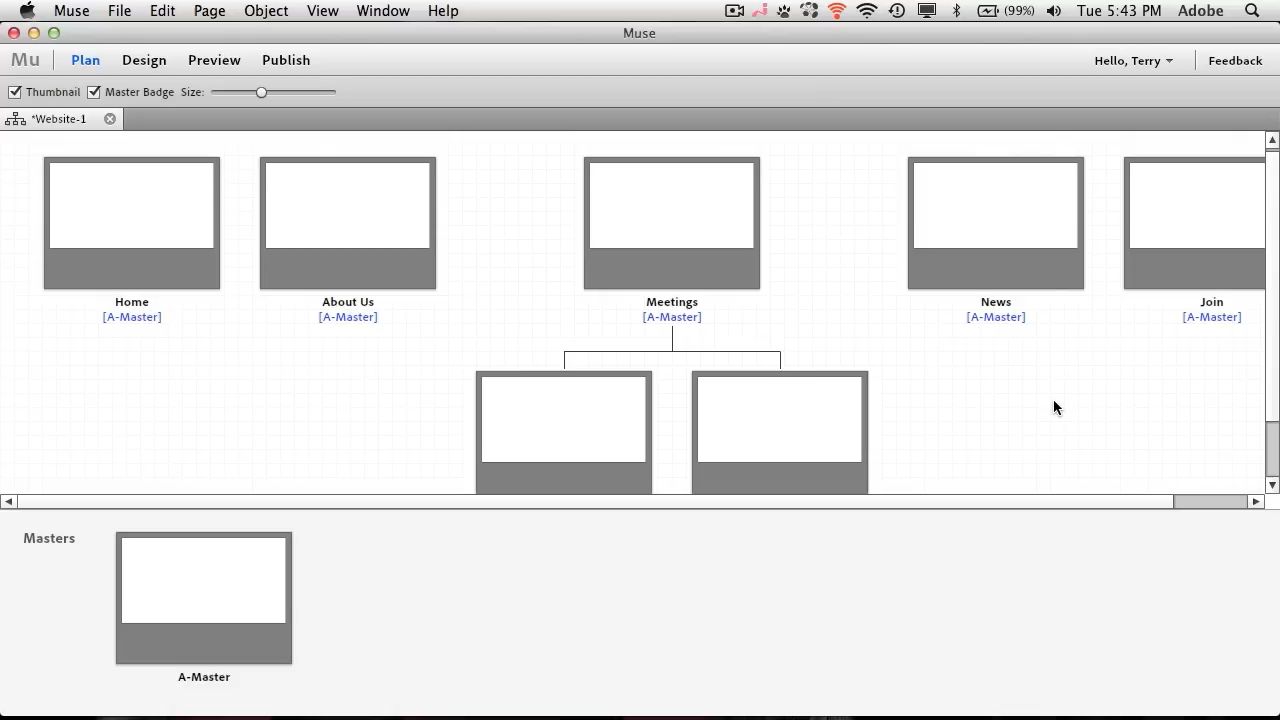 Muse File Edit Page Object View Window Help (99%) Tue 5:43 PM Adobe
Muse
Mu Plan Design Preview Publish Hello, Terry Feedback
Thumbnail Master Badge Size:
*Website-1
Home About Us Meetings News Join
[A-Master] [A-Master] [A-Master] [A-Master] [A-Master]
Masters
A-Master